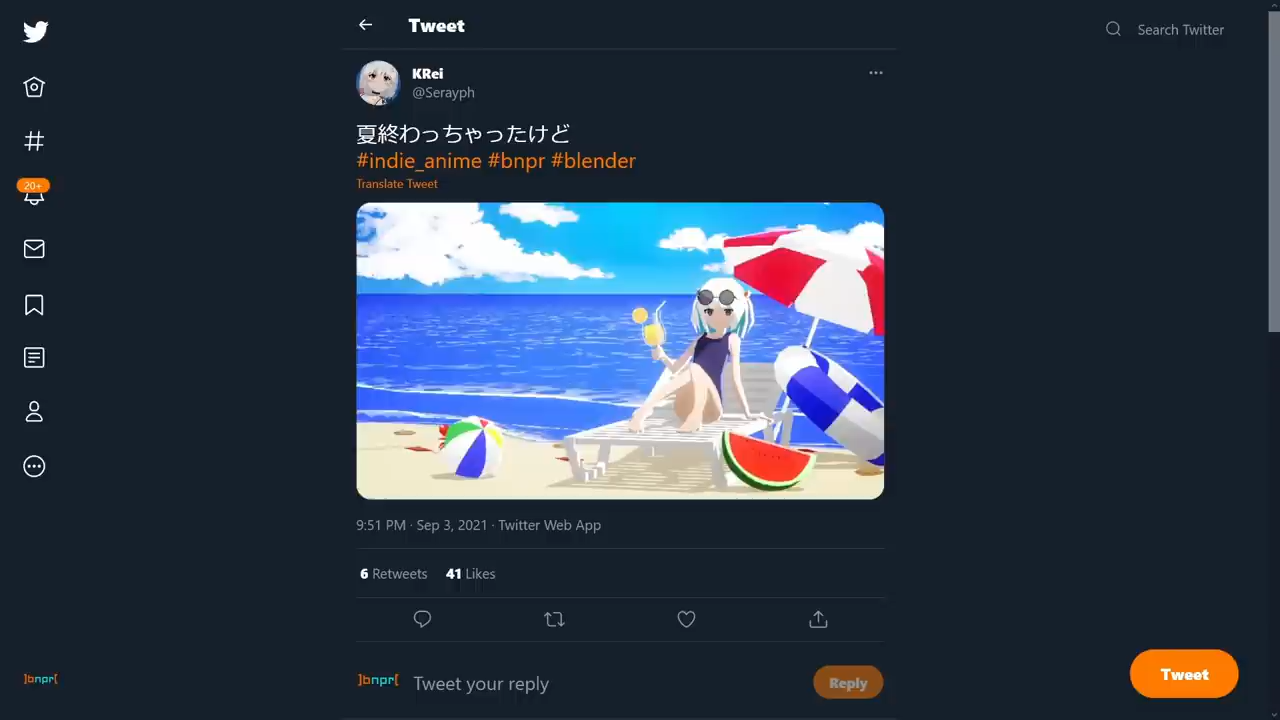 Tweet
Search Twitter
KRei
@Serayph
夏終わっちゃったけど
#indie_anime #bnpr #blender
Translate Tweet
20+
9:51 PM · Sep 3, 2021 · Twitter Web App
6 Retweets 41 Likes
]bnpr[
]bnpr[ Tweet your reply
Reply
Tweet